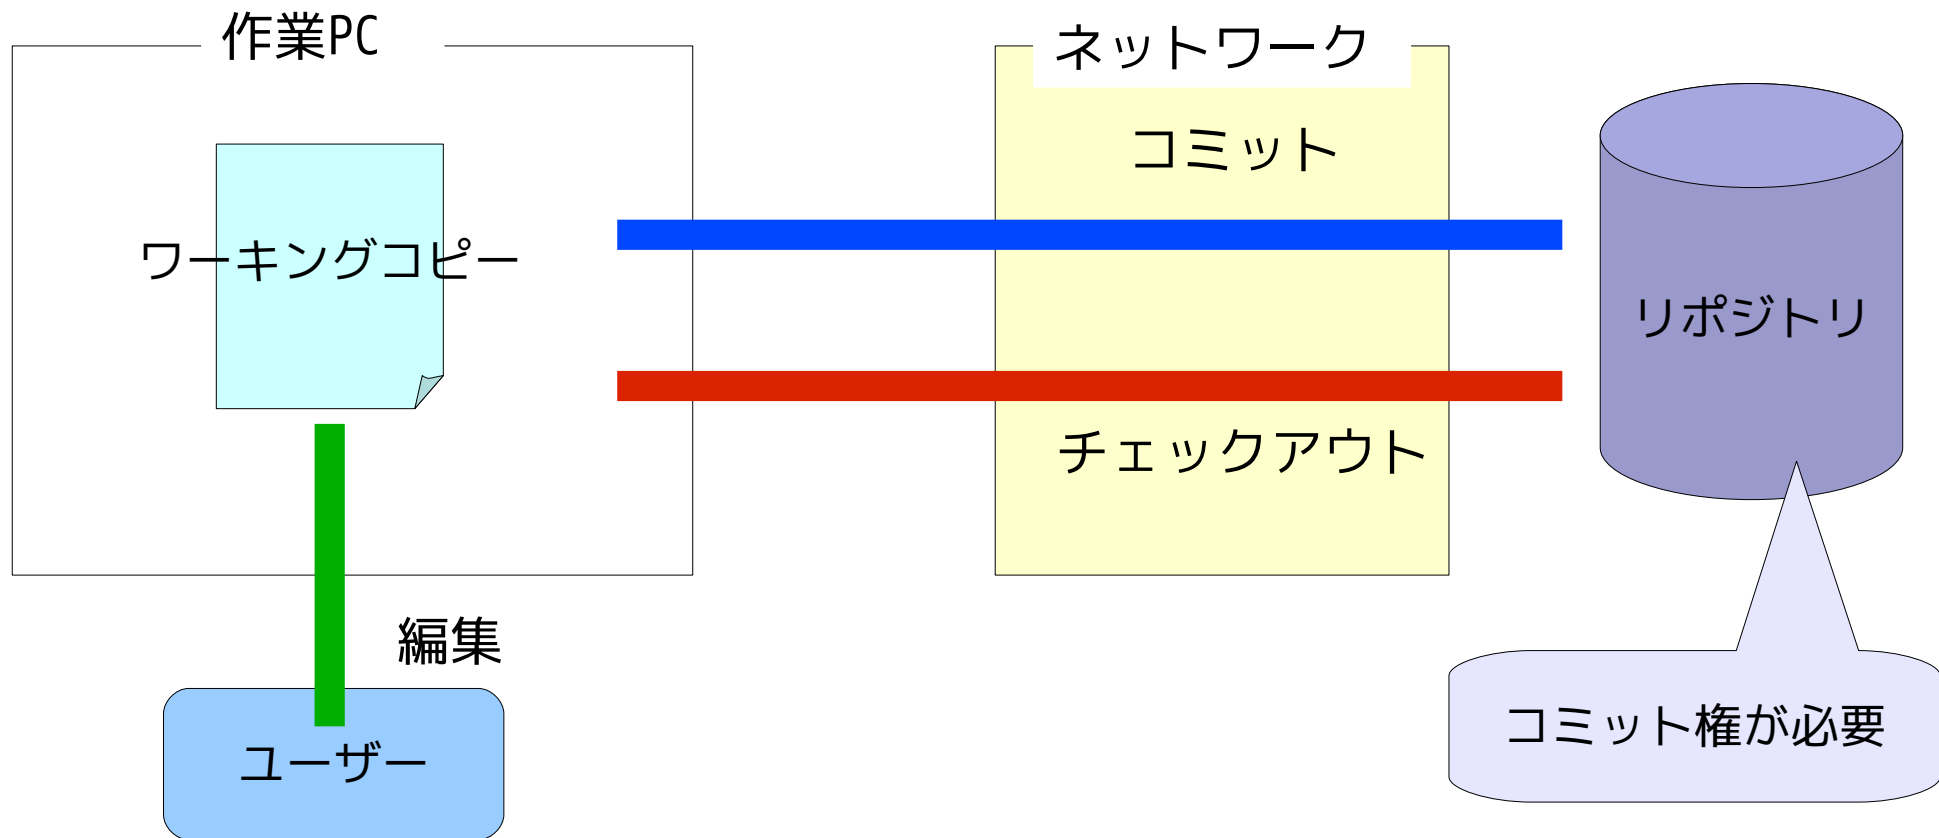 作業PC
ネットワーク
コミット
ワーキングコピー
リポジトリ
チェックアウト
編集
コミット権が必要
ユーザー